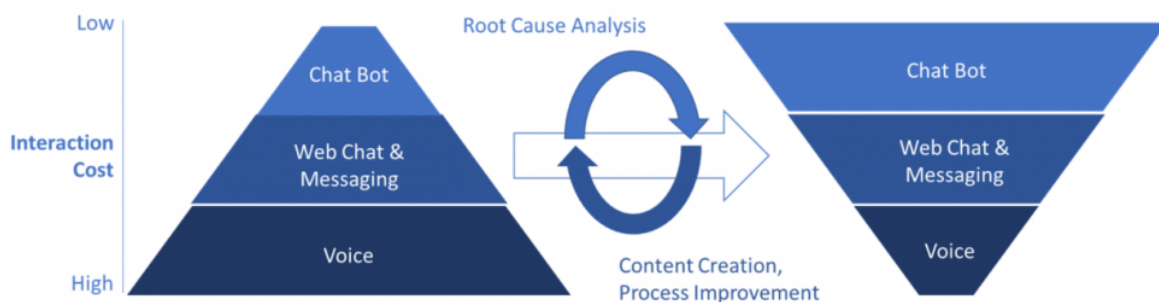 Low
Interaction
Cost
High
Chat Bot
Web Chat &
Messaging
Voice
Root Cause Analysis
Content Creation,
Process Improvement
Chat Bot
Web Chat &
Messaging
Voice